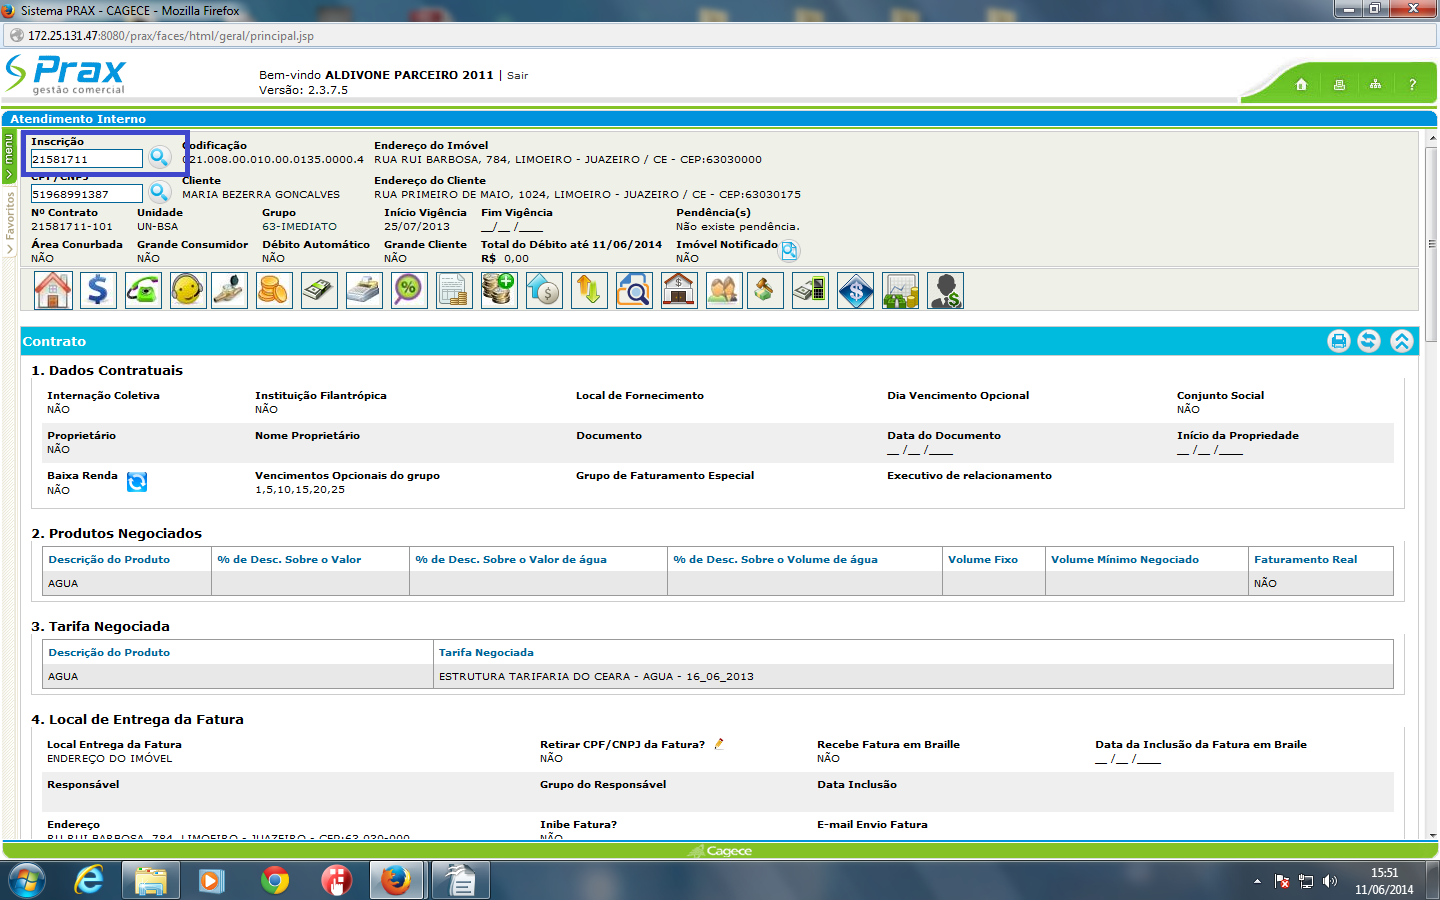 Sistema PRAX - CAGECE - Mozilla Firefox
172.25.131.47:8080/prax/faces/html/geral/principal.jsp
Prax
gestão comercial
Bem-vindo ALDIVONE PARCEIRO 2011 | Sair
Versão: 2.3.7.5
?
Atendimento Interno
menu
Favoritos
Inscrição Codificação Endereço do Imóvel
21581711 021.008.00.010.00.0135.0000.4 RUA RUI BARBOSA, 784, LIMOEIRO - JUAZEIRO / CE - CEP:63030000
CPF/CNPJ Cliente Endereço do Cliente
51968991387 MARIA BEZERRA GONCALVES RUA PRIMEIRO DE MAIO, 1024, LIMOEIRO - JUAZEIRO / CE - CEP:63030175
Nº Contrato Unidade Grupo Início Vigência Fim Vigência Pendência(s)
21581711-101 UN-BSA 63-IMEDIATO 25/07/2013 __/__ /____ Não existe pendência.
Área Conurbada Grande Consumidor Débito Automático Grande Cliente Total do Débito até 11/06/2014 Imóvel Notificado
NÃO NÃO NÃO NÃO R$ 0,00 NÃO
Contrato
1. Dados Contratuais
Internação Coletiva Instituição Filantrópica Local de Fornecimento Dia Vencimento Opcional Conjunto Social
NÃO NÃO NÃO
Proprietário Nome Proprietário Documento Data do Documento Início da Propriedade
NÃO __ /__ /____ __ /__ /____
Baixa Renda Vencimentos Opcionais do grupo Grupo de Faturamento Especial Executivo de relacionamento
NÃO 1,5,10,15,20,25
2. Produtos Negociados
Descrição do Produto % de Desc. Sobre o Valor % de Desc. Sobre o Valor de água % de Desc. Sobre o Volume de água Volume Fixo Volume Mínimo Negociado Faturamento Real
AGUA NÃO
3. Tarifa Negociada
Descrição do Produto Tarifa Negociada
AGUA ESTRUTURA TARIFARIA DO CEARA - AGUA - 16_06_2013
4. Local de Entrega da Fatura
Local Entrega da Fatura Retirar CPF/CNPJ da Fatura? Recebe Fatura em Braille Data da Inclusão da Fatura em Braile
ENDEREÇO DO IMÓVEL NÃO NÃO __ /__ /____
Responsável Grupo do Responsável Data Inclusão
Endereço Inibe Fatura? E-mail Envio Fatura
RU RUI BARBOSA, 784, LIMOEIRO - JUAZEIRO - CEP:63.030-000 NÃO
Cagece
15:51
11/06/2014